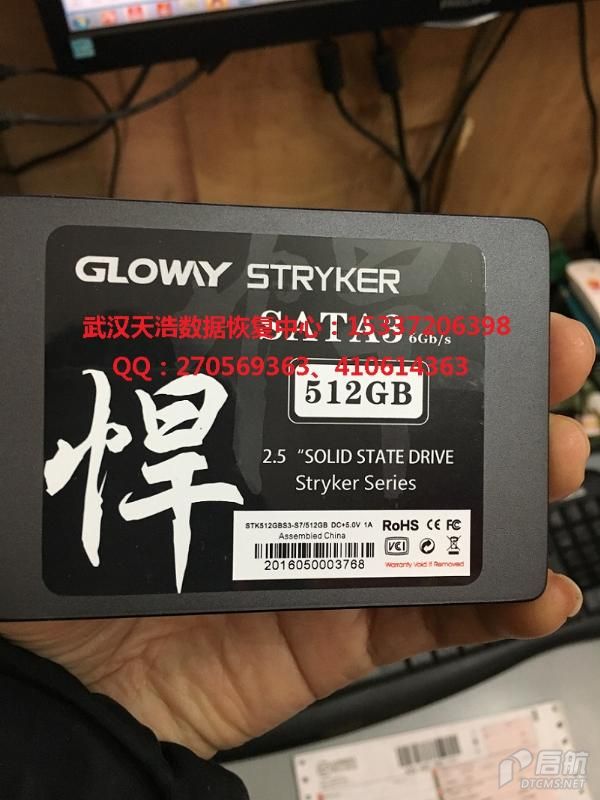 GLOWAY STRYKER
SATA3 6Gb/s
武汉天浩数据恢复中心：15337206398
QQ：270569363、410614363
512GB
悍
2.5 “SOLID STATE DRIVE
Stryker Series
STK512GBS3-S7/512GB DC+5.0V 1A
Assembied China
RoHS CE FC
VCI
2016050003768
Warranty Void If Removed
启航
DTCMS.NET